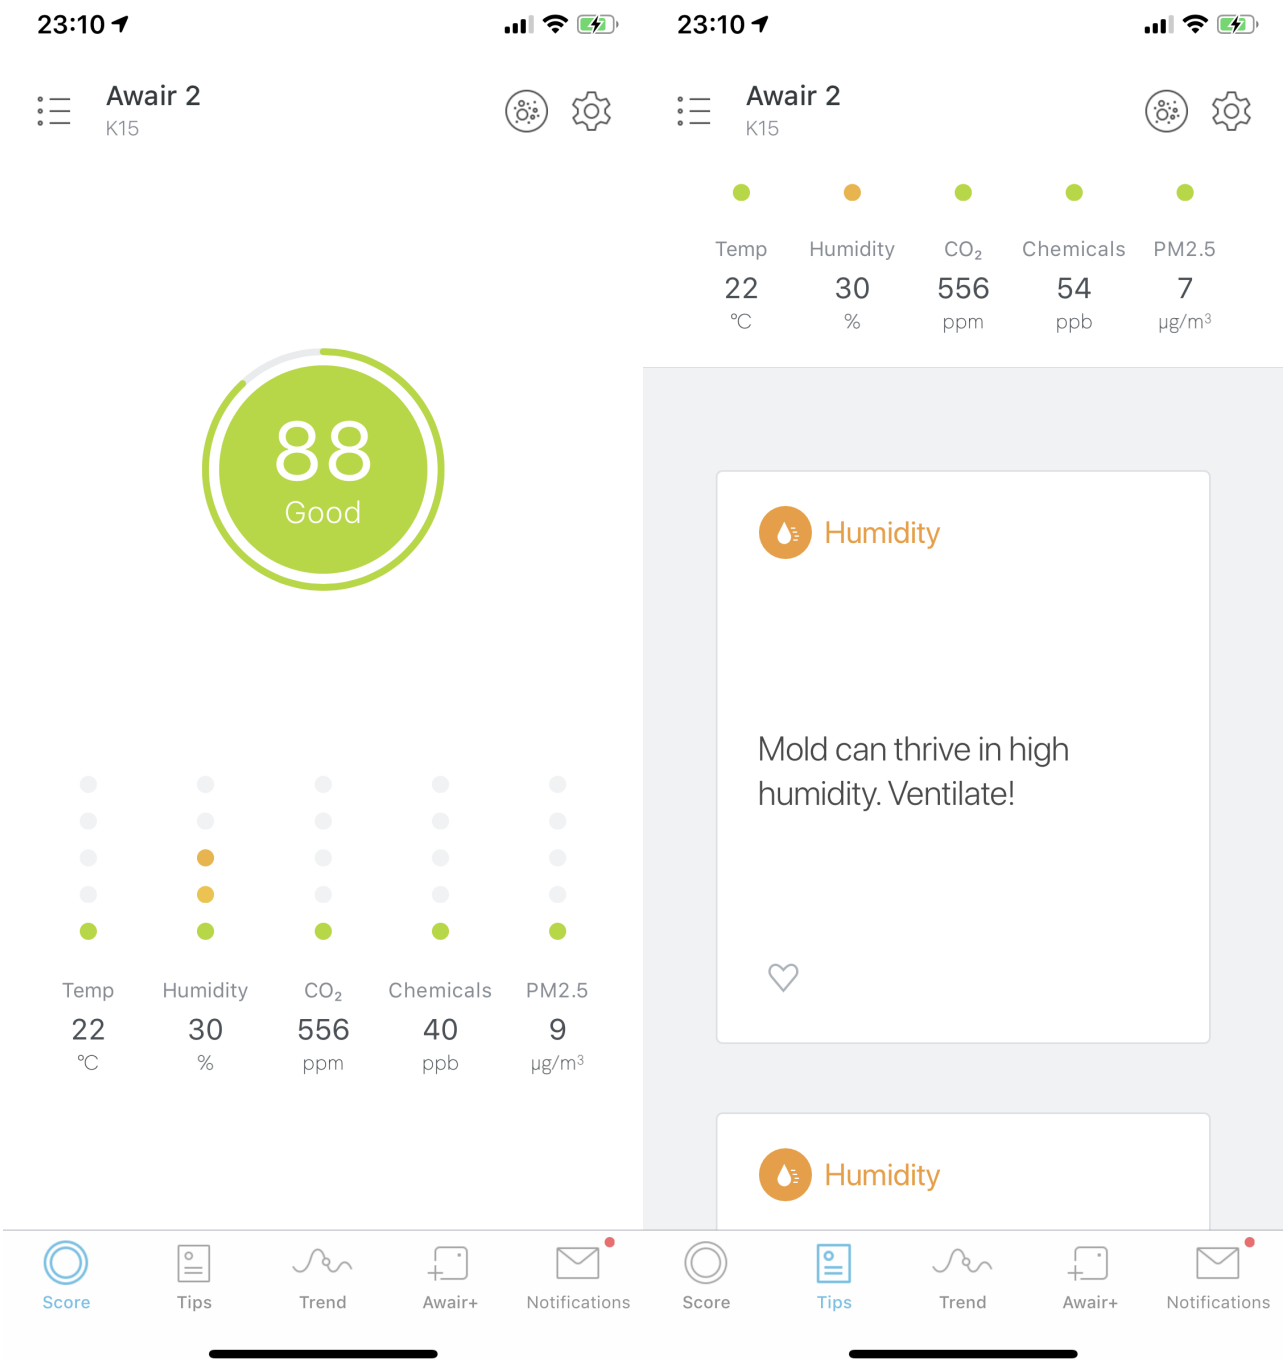 23:10
Awair 2
K15
88
Good
Temp Humidity CO₂ Chemicals PM2.5
22 30 556 40 9
°C % ppm ppb µg/m³
Score Tips Trend Awair+ Notifications
23:10
Awair 2
K15
Temp Humidity CO₂ Chemicals PM2.5
22 30 556 54 7
°C % ppm ppb µg/m³
Humidity
Mold can thrive in high
humidity. Ventilate!
Humidity
Score Tips Trend Awair+ Notifications